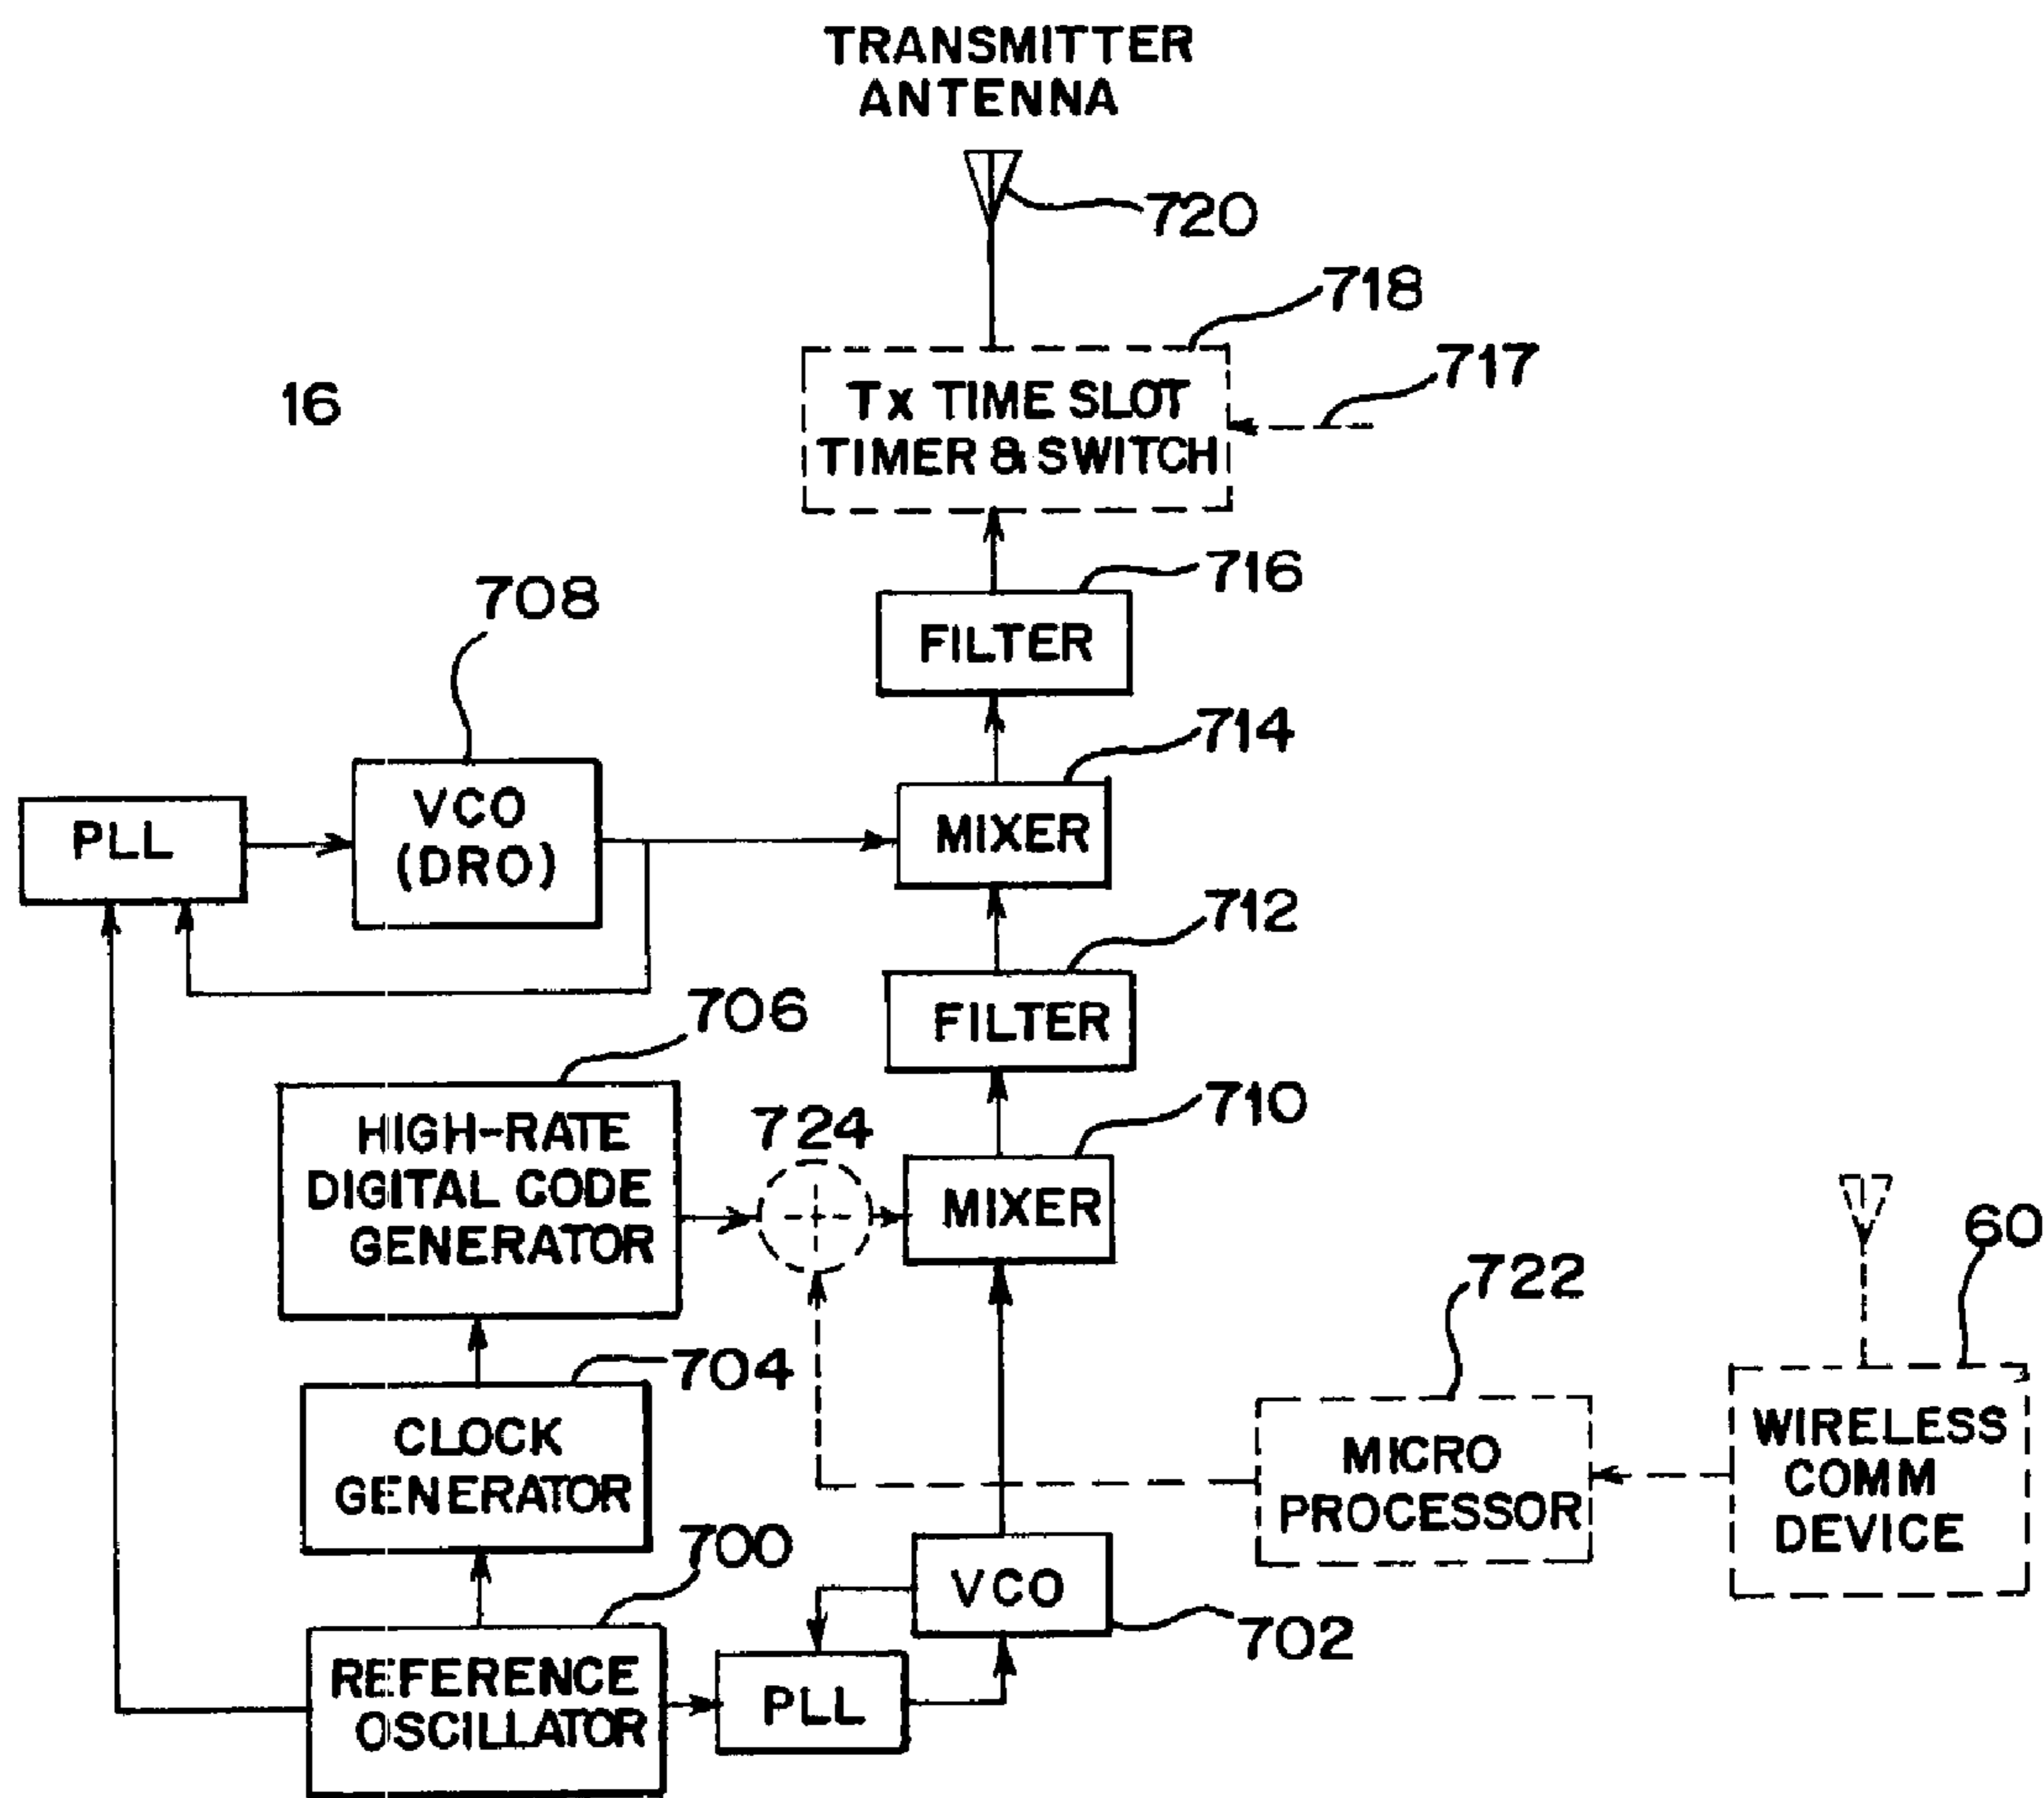 TRANSMITTER
ANTENNA
720
718
717
16
Tx TIME SLOT
TIMER & SWITCH
716
FILTER
708
714
VCO
(DRO)
PLL
MIXER
712
FILTER
706
710
HIGH-RATE
DIGITAL CODE
GENERATOR
724
MIXER
60
722
704
CLOCK
GENERATOR
MICRO
PROCESSOR
WIRELESS
COMM
DEVICE
700
VCO
702
REFERENCE
OSCILLATOR
PLL